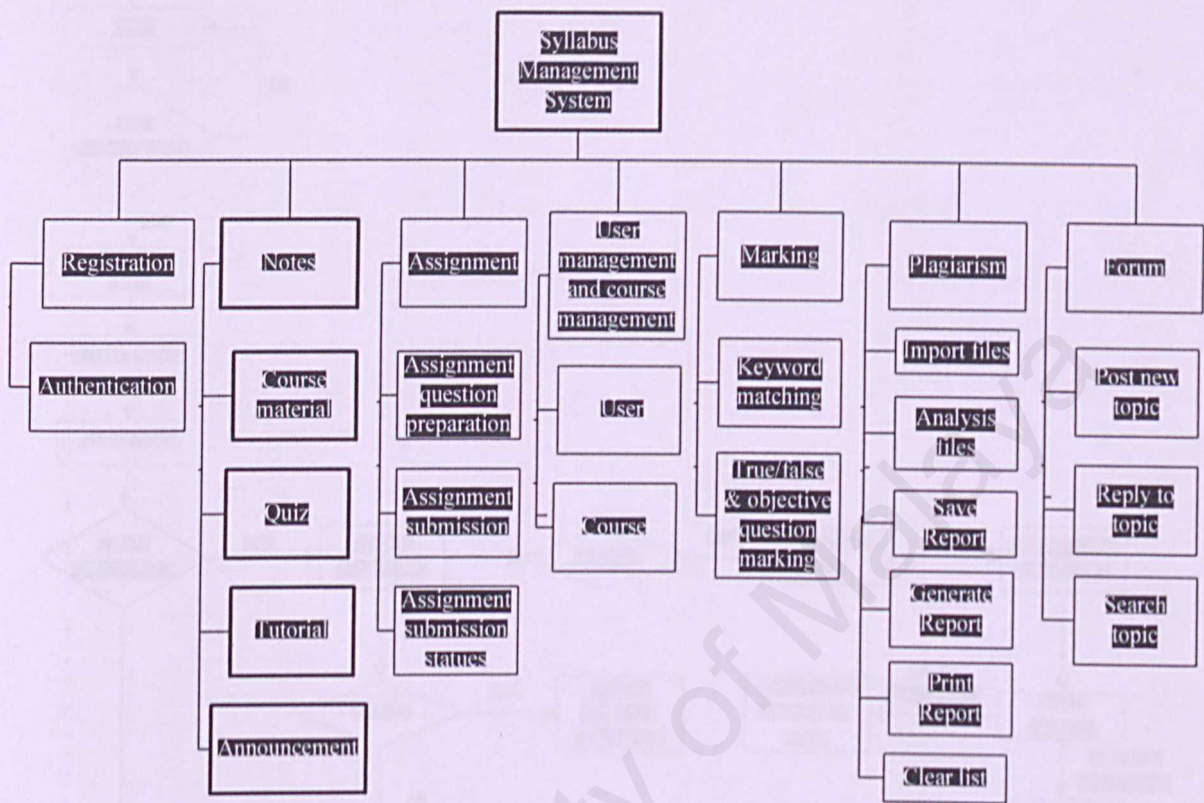 Syllabus
Management
System
Registration
Authentication
Notes
Course
material
Quiz
Tutorial
Announcement
Assignment
Assignment
question
preparation
Assignment
submission
Assignment
submission
statues
User
management
and course
management
User
Course
Marking
Keyword
matching
True/false
& objective
question
marking
Plagiarism
Import files
Analysis
files
Save
Report
Generate
Report
Print
Report
Clear list
Forum
Post new
topic
Reply to
topic
Search
topic
of Malaya